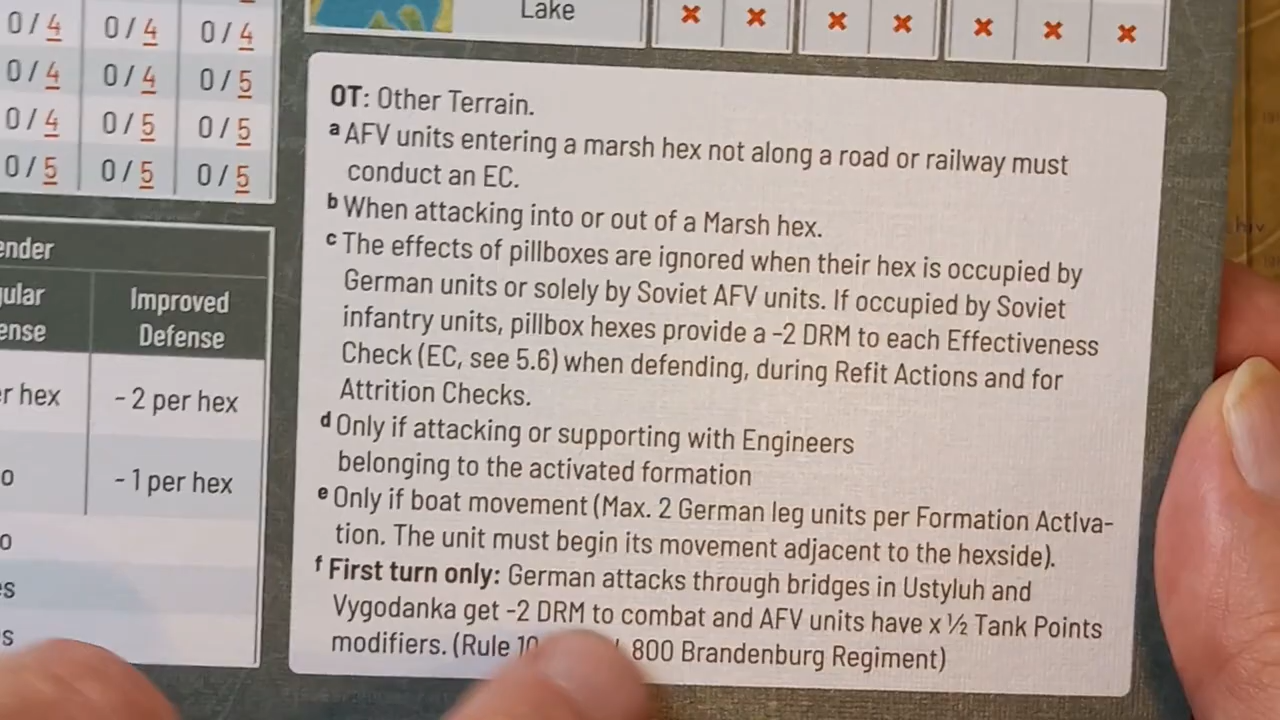 Lake
0/4 0/4 0/4
0/4 0/4 0/5
0/4 0/5 0/5
0/5 0/5 0/5
Improved
Defense
hex - 2 per hex
- 1 per hex
OT: Other Terrain.
a AFV units entering a marsh hex not along a road or railway must
conduct an EC.
b When attacking into or out of a Marsh hex.
c The effects of pillboxes are ignored when their hex is occupied by
German units or solely by Soviet AFV units. If occupied by Soviet
infantry units, pillbox hexes provide a -2 DRM to each Effectiveness
Check (EC, see 5.6) when defending, during Refit Actions and for
Attrition Checks.
d Only if attacking or supporting with Engineers
belonging to the activated formation
e Only if boat movement (Max. 2 German leg units per Formation Activa-
tion. The unit must begin its movement adjacent to the hexside).
f First turn only: German attacks through bridges in Ustyluh and
Vygodanka get -2 DRM to combat and AFV units have x ½ Tank Points
modifiers. (Rule 800 Brandenburg Regiment)